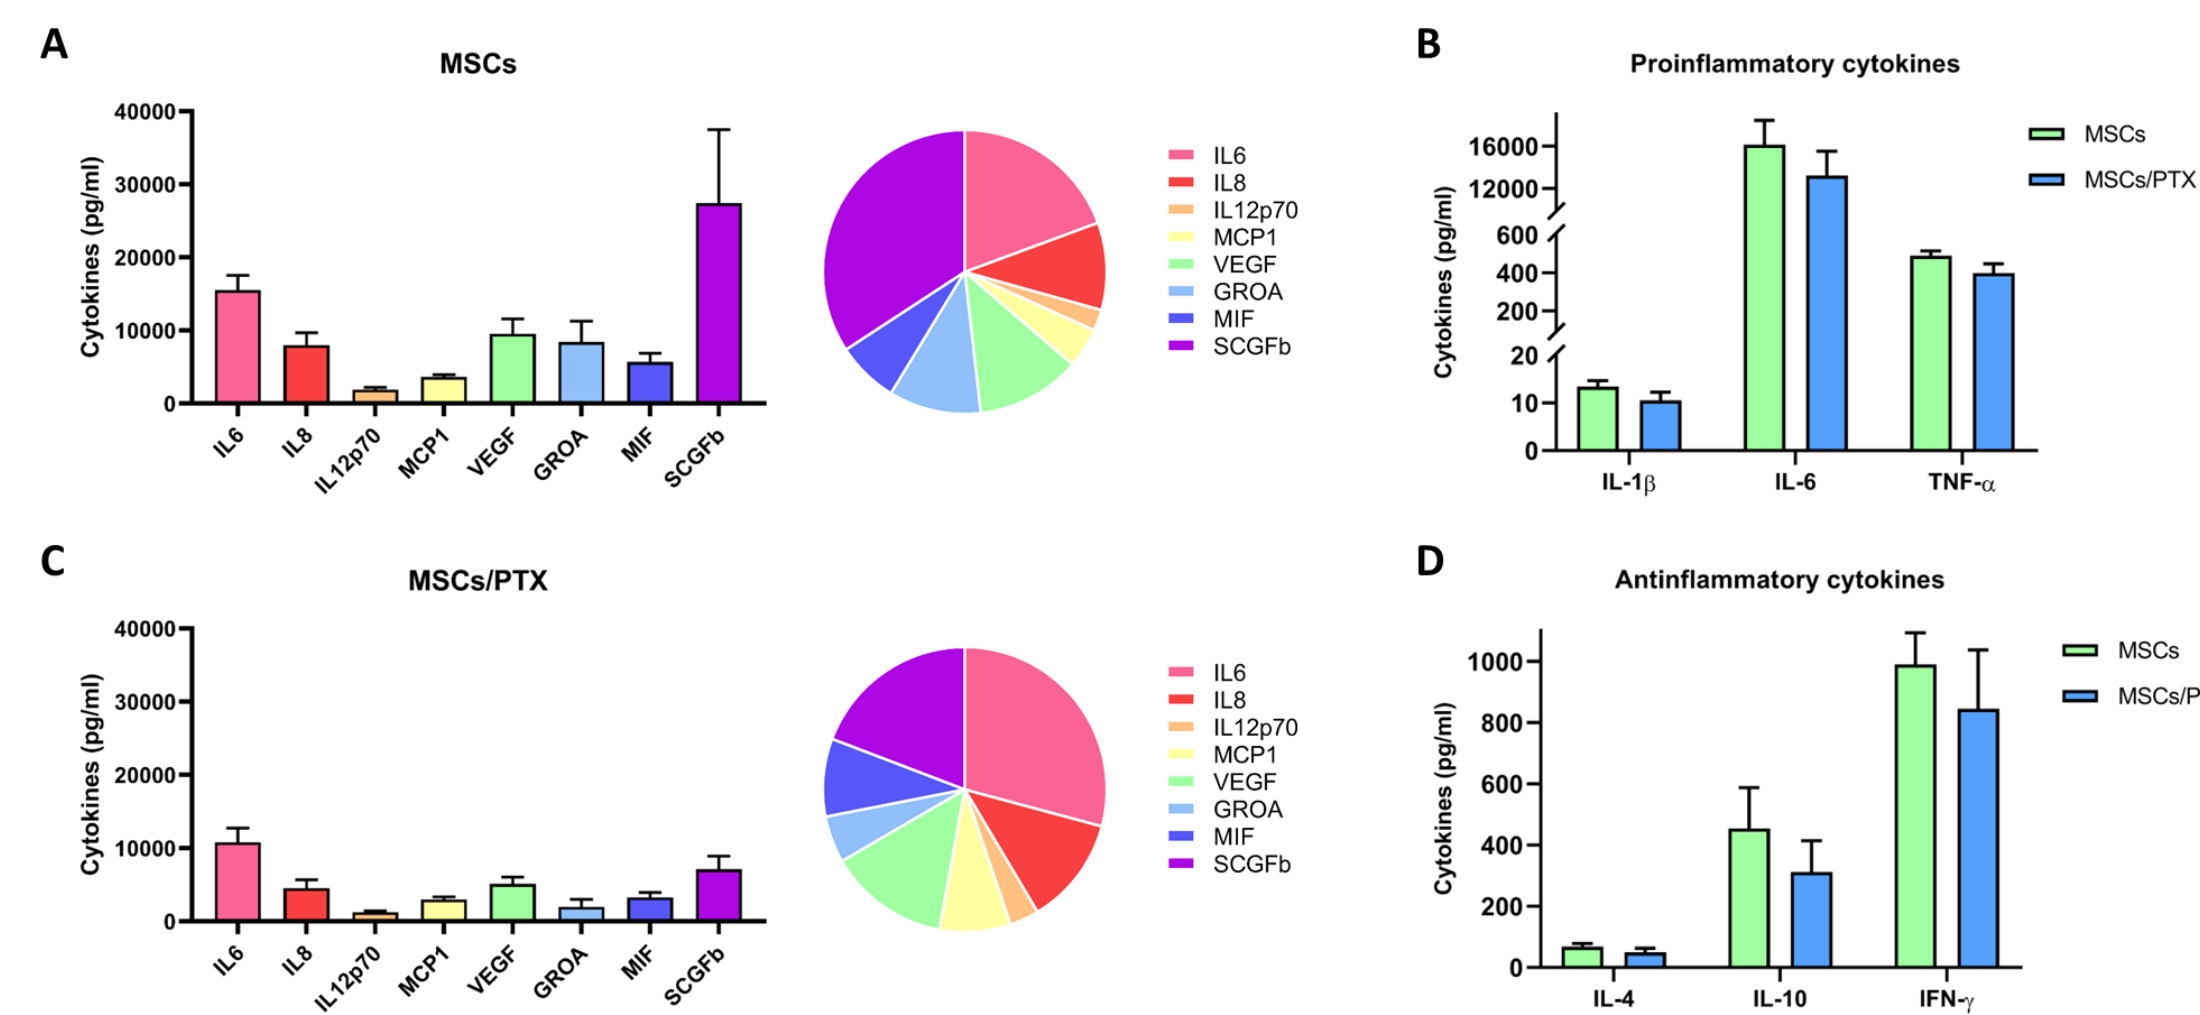 A
MSCs
Cytokines (pg/ml)
40000
30000
20000
10000
0
IL6
IL8
IL12p70
MCP1
VEGF
GROA
MIF
SCGFb
IL6
IL8
IL12p70
MCP1
VEGF
GROA
MIF
SCGFb
B
Proinflammatory cytokines
Cytokines (pg/ml)
16000
12000
600
400
200
20
10
0
IL-1β
IL-6
TNF-α
MSCs
MSCs/PTX
C
MSCs/PTX
Cytokines (pg/ml)
40000
30000
20000
10000
0
IL6
IL8
IL12p70
MCP1
VEGF
GROA
MIF
SCGFb
IL6
IL8
IL12p70
MCP1
VEGF
GROA
MIF
SCGFb
D
Antinflammatory cytokines
Cytokines (pg/ml)
1000
800
600
400
200
0
IL-4
IL-10
IFN-γ
MSCs
MSCs/P